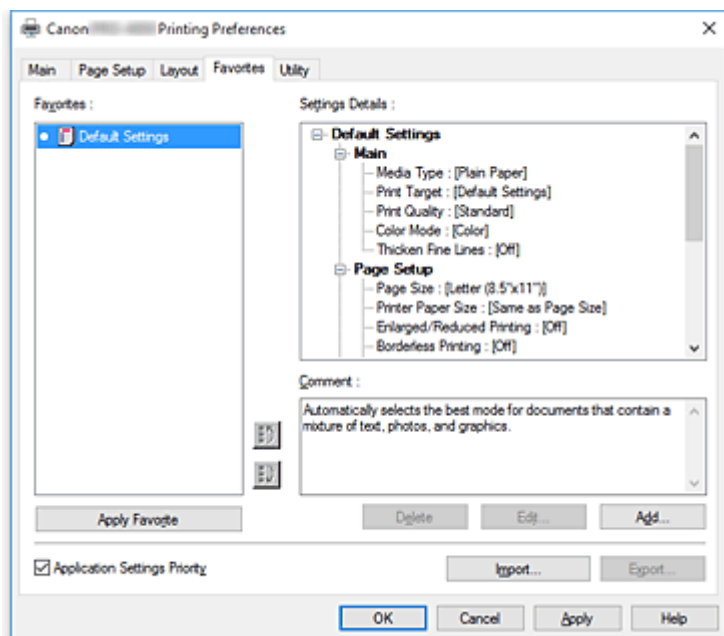 Canon Printing Preferences
Main Page Setup Layout Favorites Utility
Favorites :
Default Settings
Apply Favorite
Settings Details :
Default Settings
Main
Media Type : [Plain Paper]
Print Target : [Default Settings]
Print Quality : [Standard]
Color Mode : [Color]
Thicken Fine Lines : [Off]
Page Setup
Page Size : [Letter (8.5"x11")]
Printer Paper Size : [Same as Page Size]
Enlarged/Reduced Printing : [Off]
Borderless Printing : [Off]
Comment :
Automatically selects the best mode for documents that contain a
mixture of text, photos, and graphics.
Delete Edit... Add...
Application Settings Priority
Import... Export...
OK Cancel Apply Help